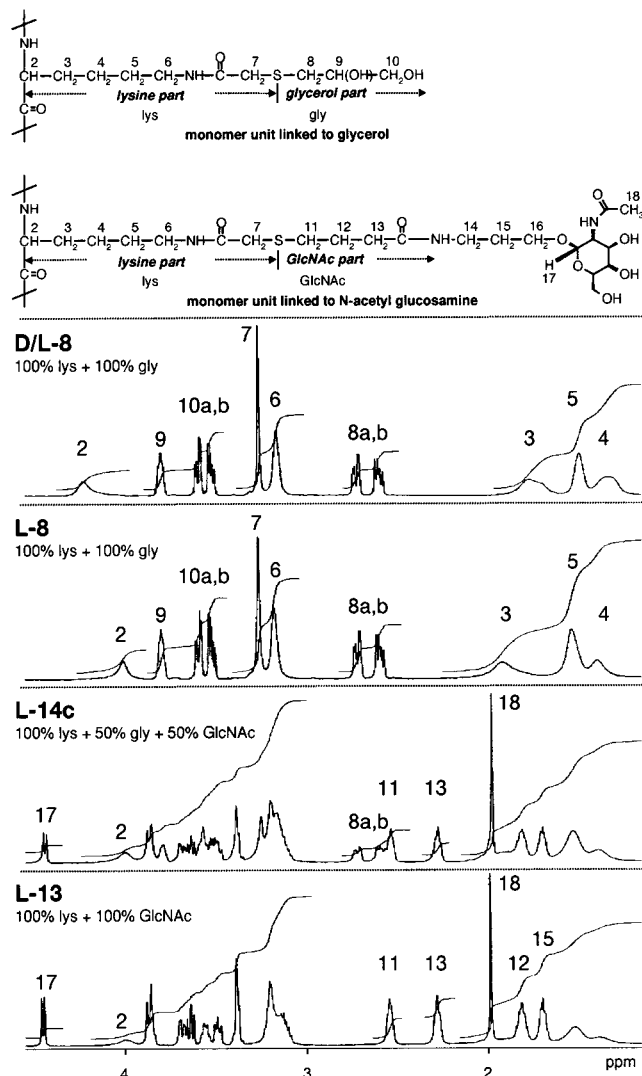 NH 2 3 4 5 6 O 7 8 9 10
CH—CH₂—CH₂—CH₂—CH₂—NH—C—CH₂—S—CH₂—CH(OH)—CH₂OH
C=O lysine part glycerol part
lys gly
monomer unit linked to glycerol
O 18
CH₃
NH 2 3 4 5 6 O 7 11 12 13 O 14 15 16 HN
CH—CH₂—CH₂—CH₂—CH₂—NH—C—CH₂—S—CH₂—CH₂—CH₂—C—NH—CH₂—CH₂—CH₂—O OH
C=O lysine part GlcNAc part H O OH
lys GlcNAc 17 OH
monomer unit linked to N-acetyl glucosamine
D/L-8
100% lys + 100% gly
2 9 10a,b 7 6 8a,b 3 5 4
L-8
100% lys + 100% gly
2 9 10a,b 7 6 8a,b 3 5 4
L-14c
100% lys + 50% gly + 50% GlcNAc
17 2 8a,b 11 13 18
L-13
100% lys + 100% GlcNAc
17 2 11 13 18 12 15
4 3 2 ppm